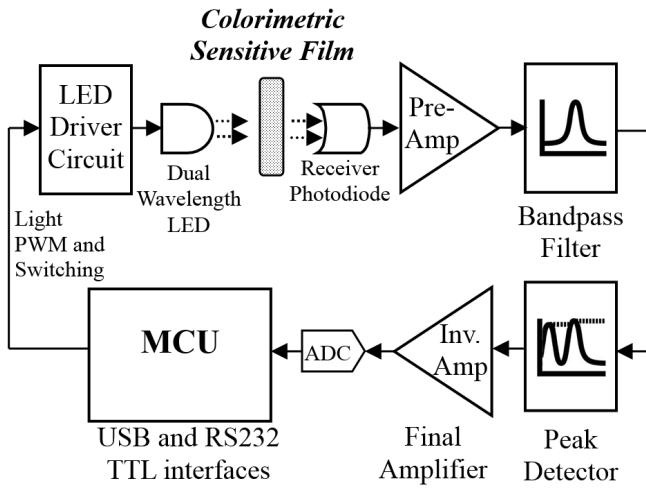 Colorimetric
Sensitive Film
LED
Driver
Circuit
Dual
Wavelength
LED
Receiver
Photodiode
Pre-
Amp
Bandpass
Filter
Light
PWM and
Switching
MCU
USB and RS232
TTL interfaces
ADC
Inv.
Amp
Final
Amplifier
Peak
Detector